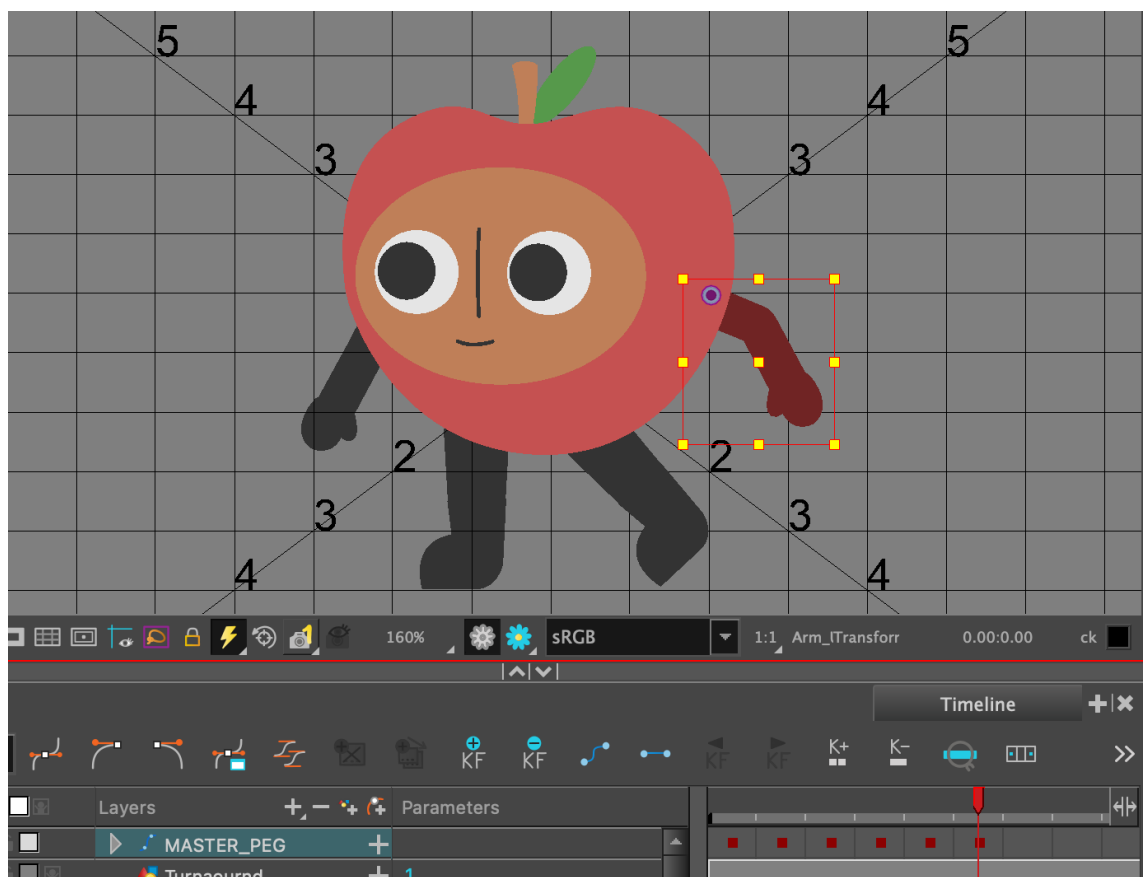 5 5
4 4
3 3
2 2
3 3
4 4
160% sRGB 1:1 Arm_lTransforr 0.00:0.00 ck
Timeline
KF KF KF KF K+ K-
Layers Parameters
MASTER_PEG
Turnaournd 1